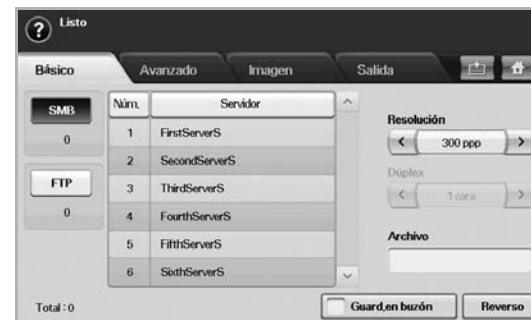 Listo
Básico Avanzado Imagen Salida
SMB
0
FTP
0
Núm. Servidor
1 FirstServerS
2 SecondServerS
3 ThirdServerS
4 FourthServerS
5 FifthServerS
6 SixthServerS
Resolución
300 ppp
Dúplex
1 cara
Archivo
Total : 0
Guard,en buzón
Reverso